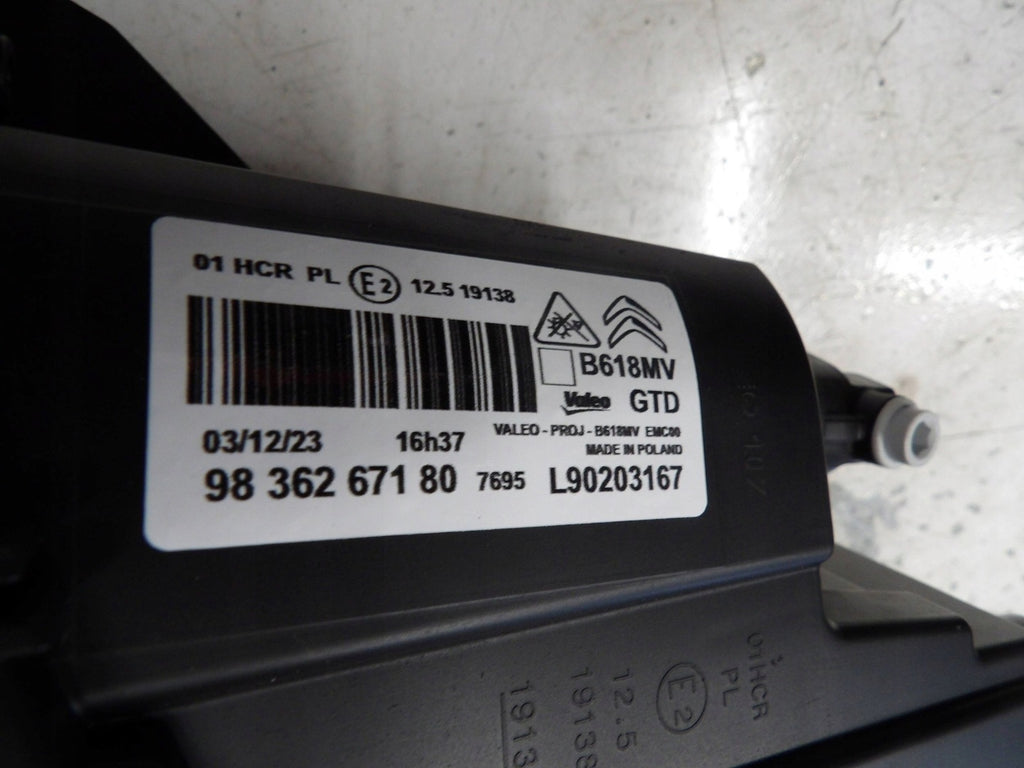 01 HCR PL E2 12.5 19138
B618MV
Valeo GTD
03/12/23 16h37 VALEO - PROJ - B618MV EMC00
MADE IN POLAND
98 362 671 80 7695 L90203167
01HCR
PL
E2
12.5
19138
1913